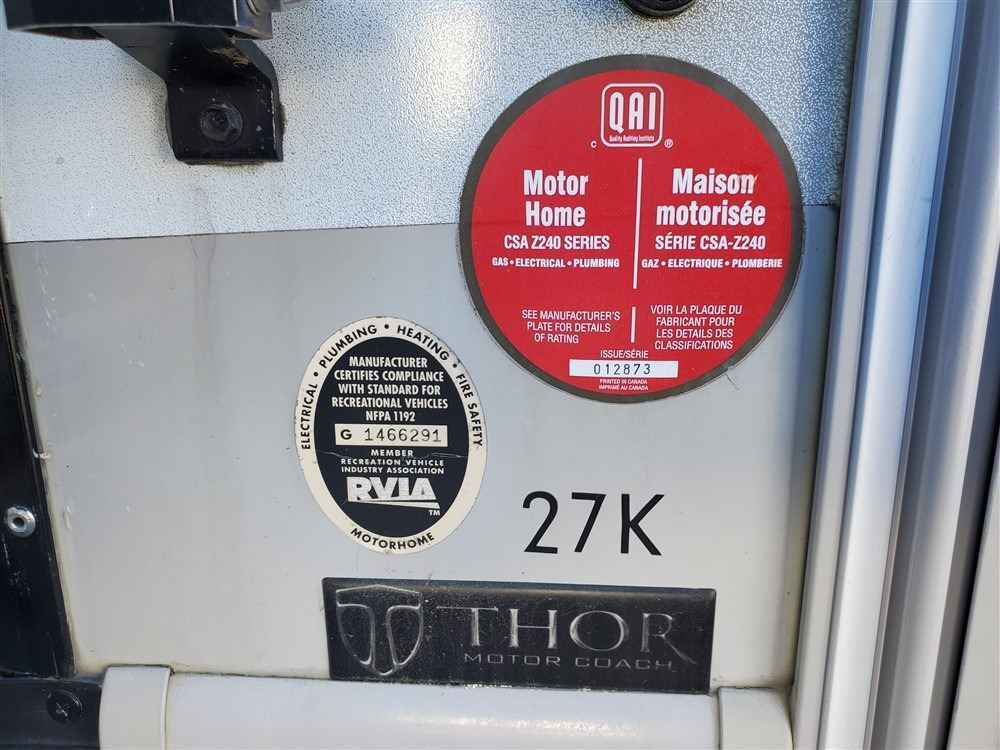 QAI
Quality Auditing Institute
C ®
Motor
Home
CSA Z240 SERIES
GAS • ELECTRICAL • PLUMBING
SEE MANUFACTURER'S
PLATE FOR DETAILS
OF RATING
Maison
motorisée
SÉRIE CSA-Z240
GAZ • ELECTRIQUE • PLOMBERIE
VOIR LA PLAQUE DU
FABRICANT POUR
LES DETAILS DES
CLASSIFICATIONS
ISSUE/SÉRIE
012873
PRINTED IN CANADA
IMPRIMÉ AU CANADA
ELECTRICAL • PLUMBING • HEATING • FIRE SAFETY
MANUFACTURER
CERTIFIES COMPLIANCE
WITH STANDARD FOR
RECREATIONAL VEHICLES
NFPA 1192
G 1466291
MEMBER
RECREATION VEHICLE
INDUSTRY ASSOCIATION
RVIA
TM
MOTORHOME
27K
THOR
MOTOR COACH